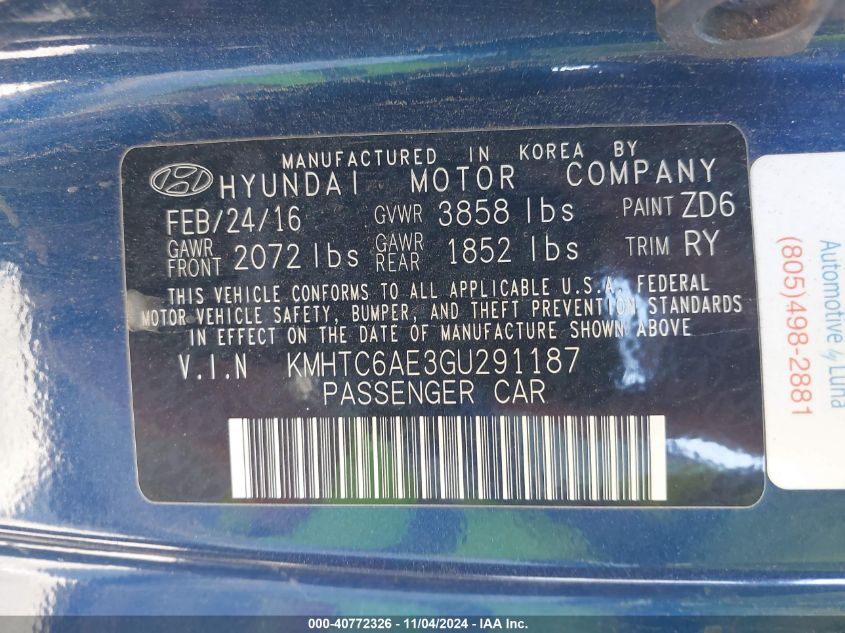 MANUFACTURED IN KOREA BY
HYUNDAI MOTOR COMPANY
FEB/24/16 GVWR 3858 lbs PAINT ZD6
GAWR FRONT 2072 lbs GAWR REAR 1852 lbs TRIM RY
THIS VEHICLE CONFORMS TO ALL APPLICABLE U.S.A. FEDERAL
MOTOR VEHICLE SAFETY, BUMPER, AND THEFT PREVENTION STANDARDS
IN EFFECT ON THE DATE OF MANUFACTURE SHOWN ABOVE
V.I.N KMHTC6AE3GU291187
PASSENGER CAR
Automotive by Luna
(805)498-2881
000-40772326 - 11/04/2024 - IAA Inc.